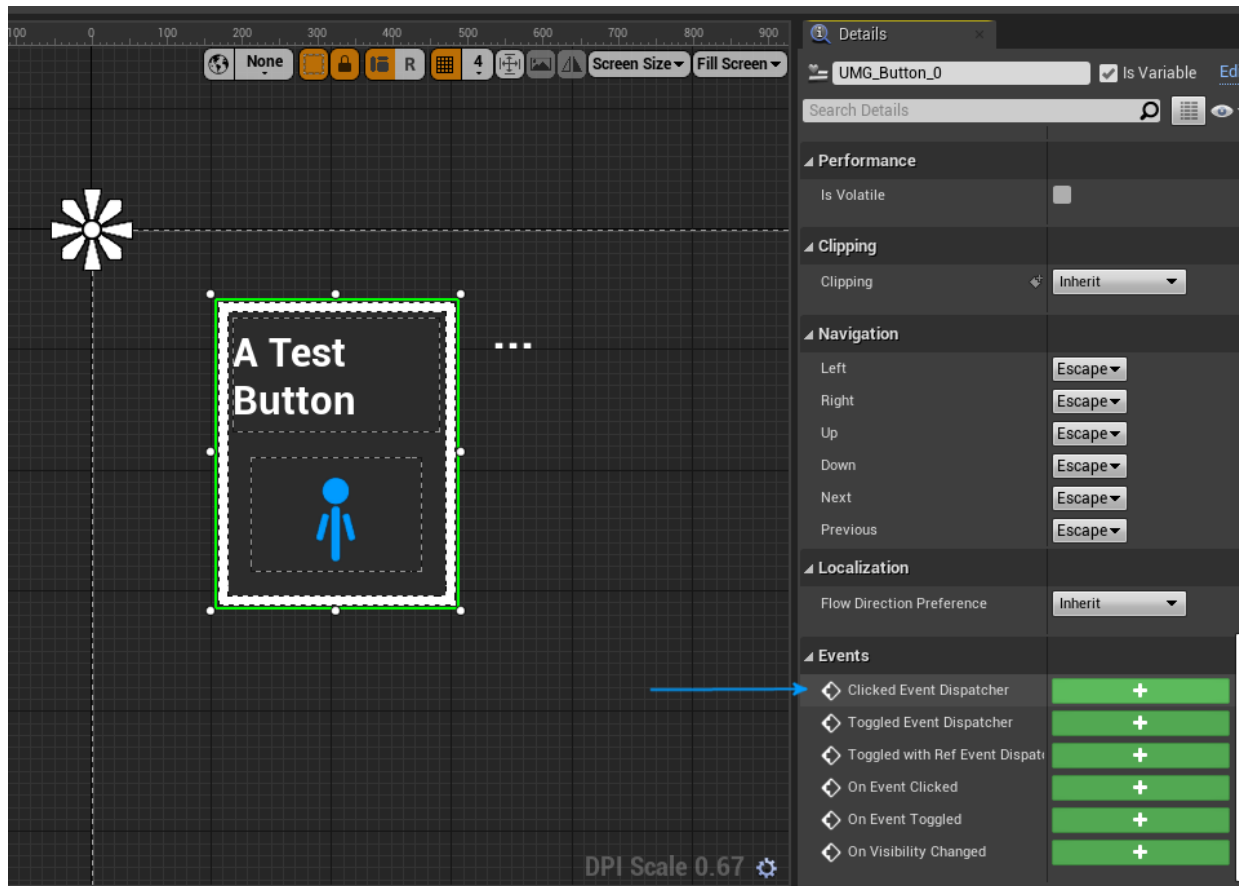 100 0 100 200 300 400 500 600 700 800 900
None R 4 Screen Size Fill Screen
A Test
Button
...
DPI Scale 0.67
Details
UMG_Button_0 Is Variable
Search Details
Performance
Is Volatile
Clipping
Clipping Inherit
Navigation
Left Escape
Right Escape
Up Escape
Down Escape
Next Escape
Previous Escape
Localization
Flow Direction Preference Inherit
Events
Clicked Event Dispatcher
Toggled Event Dispatcher
Toggled with Ref Event
On Event Clicked
On Event Toggled
On Visibility Changed